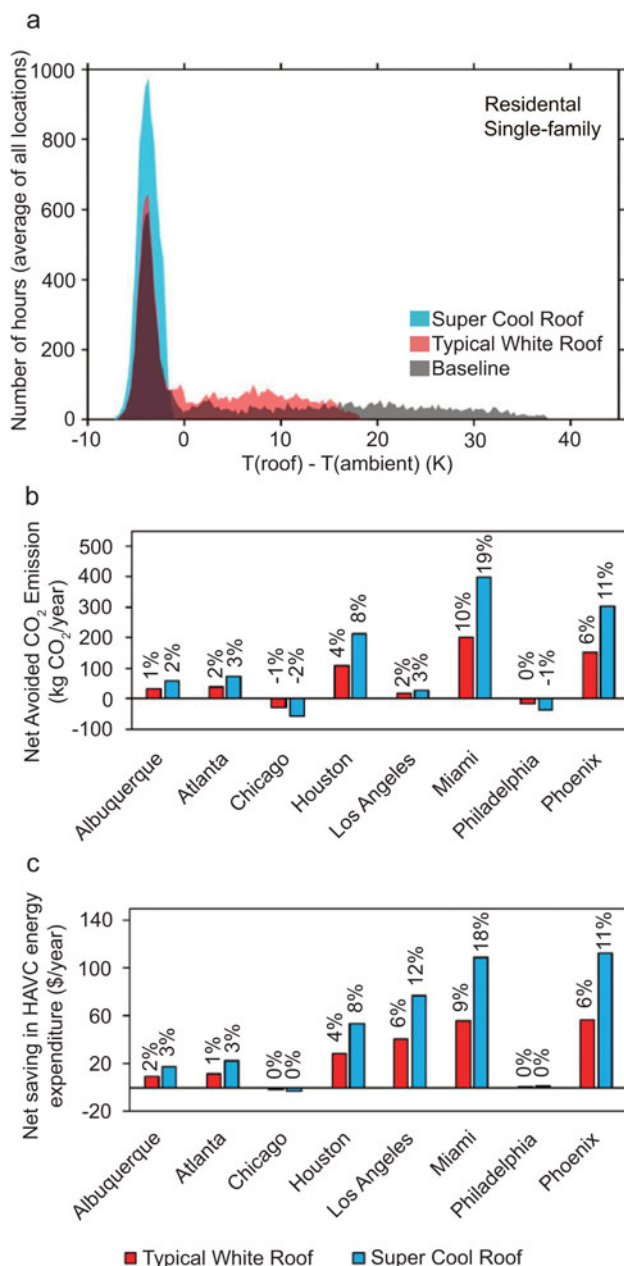 a
1000
800
600
400
200
0
Number of hours (average of all locations)
Residental
Single-family
Super Cool Roof
Typical White Roof
Baseline
-10 0 10 20 30 40
T(roof) - T(ambient) (K)
b
500
400
300
200
100
0
-100
Net Avoided CO₂ Emission
(kg CO₂/year)
1% 2% 2% 3% -1% -2% 4% 8% 2% 3% 10% 19% 0% -1% 6% 11%
Albuquerque Atlanta Chicago Houston Los Angeles Miami Philadelphia Phoenix
c
140
100
60
20
-20
Net saving in HAVC energy
expenditure ($/year)
2% 3% 1% 3% 0% 0% 4% 8% 6% 12% 9% 18% 0% 0% 6% 11%
Albuquerque Atlanta Chicago Houston Los Angeles Miami Philadelphia Phoenix
Typical White Roof Super Cool Roof